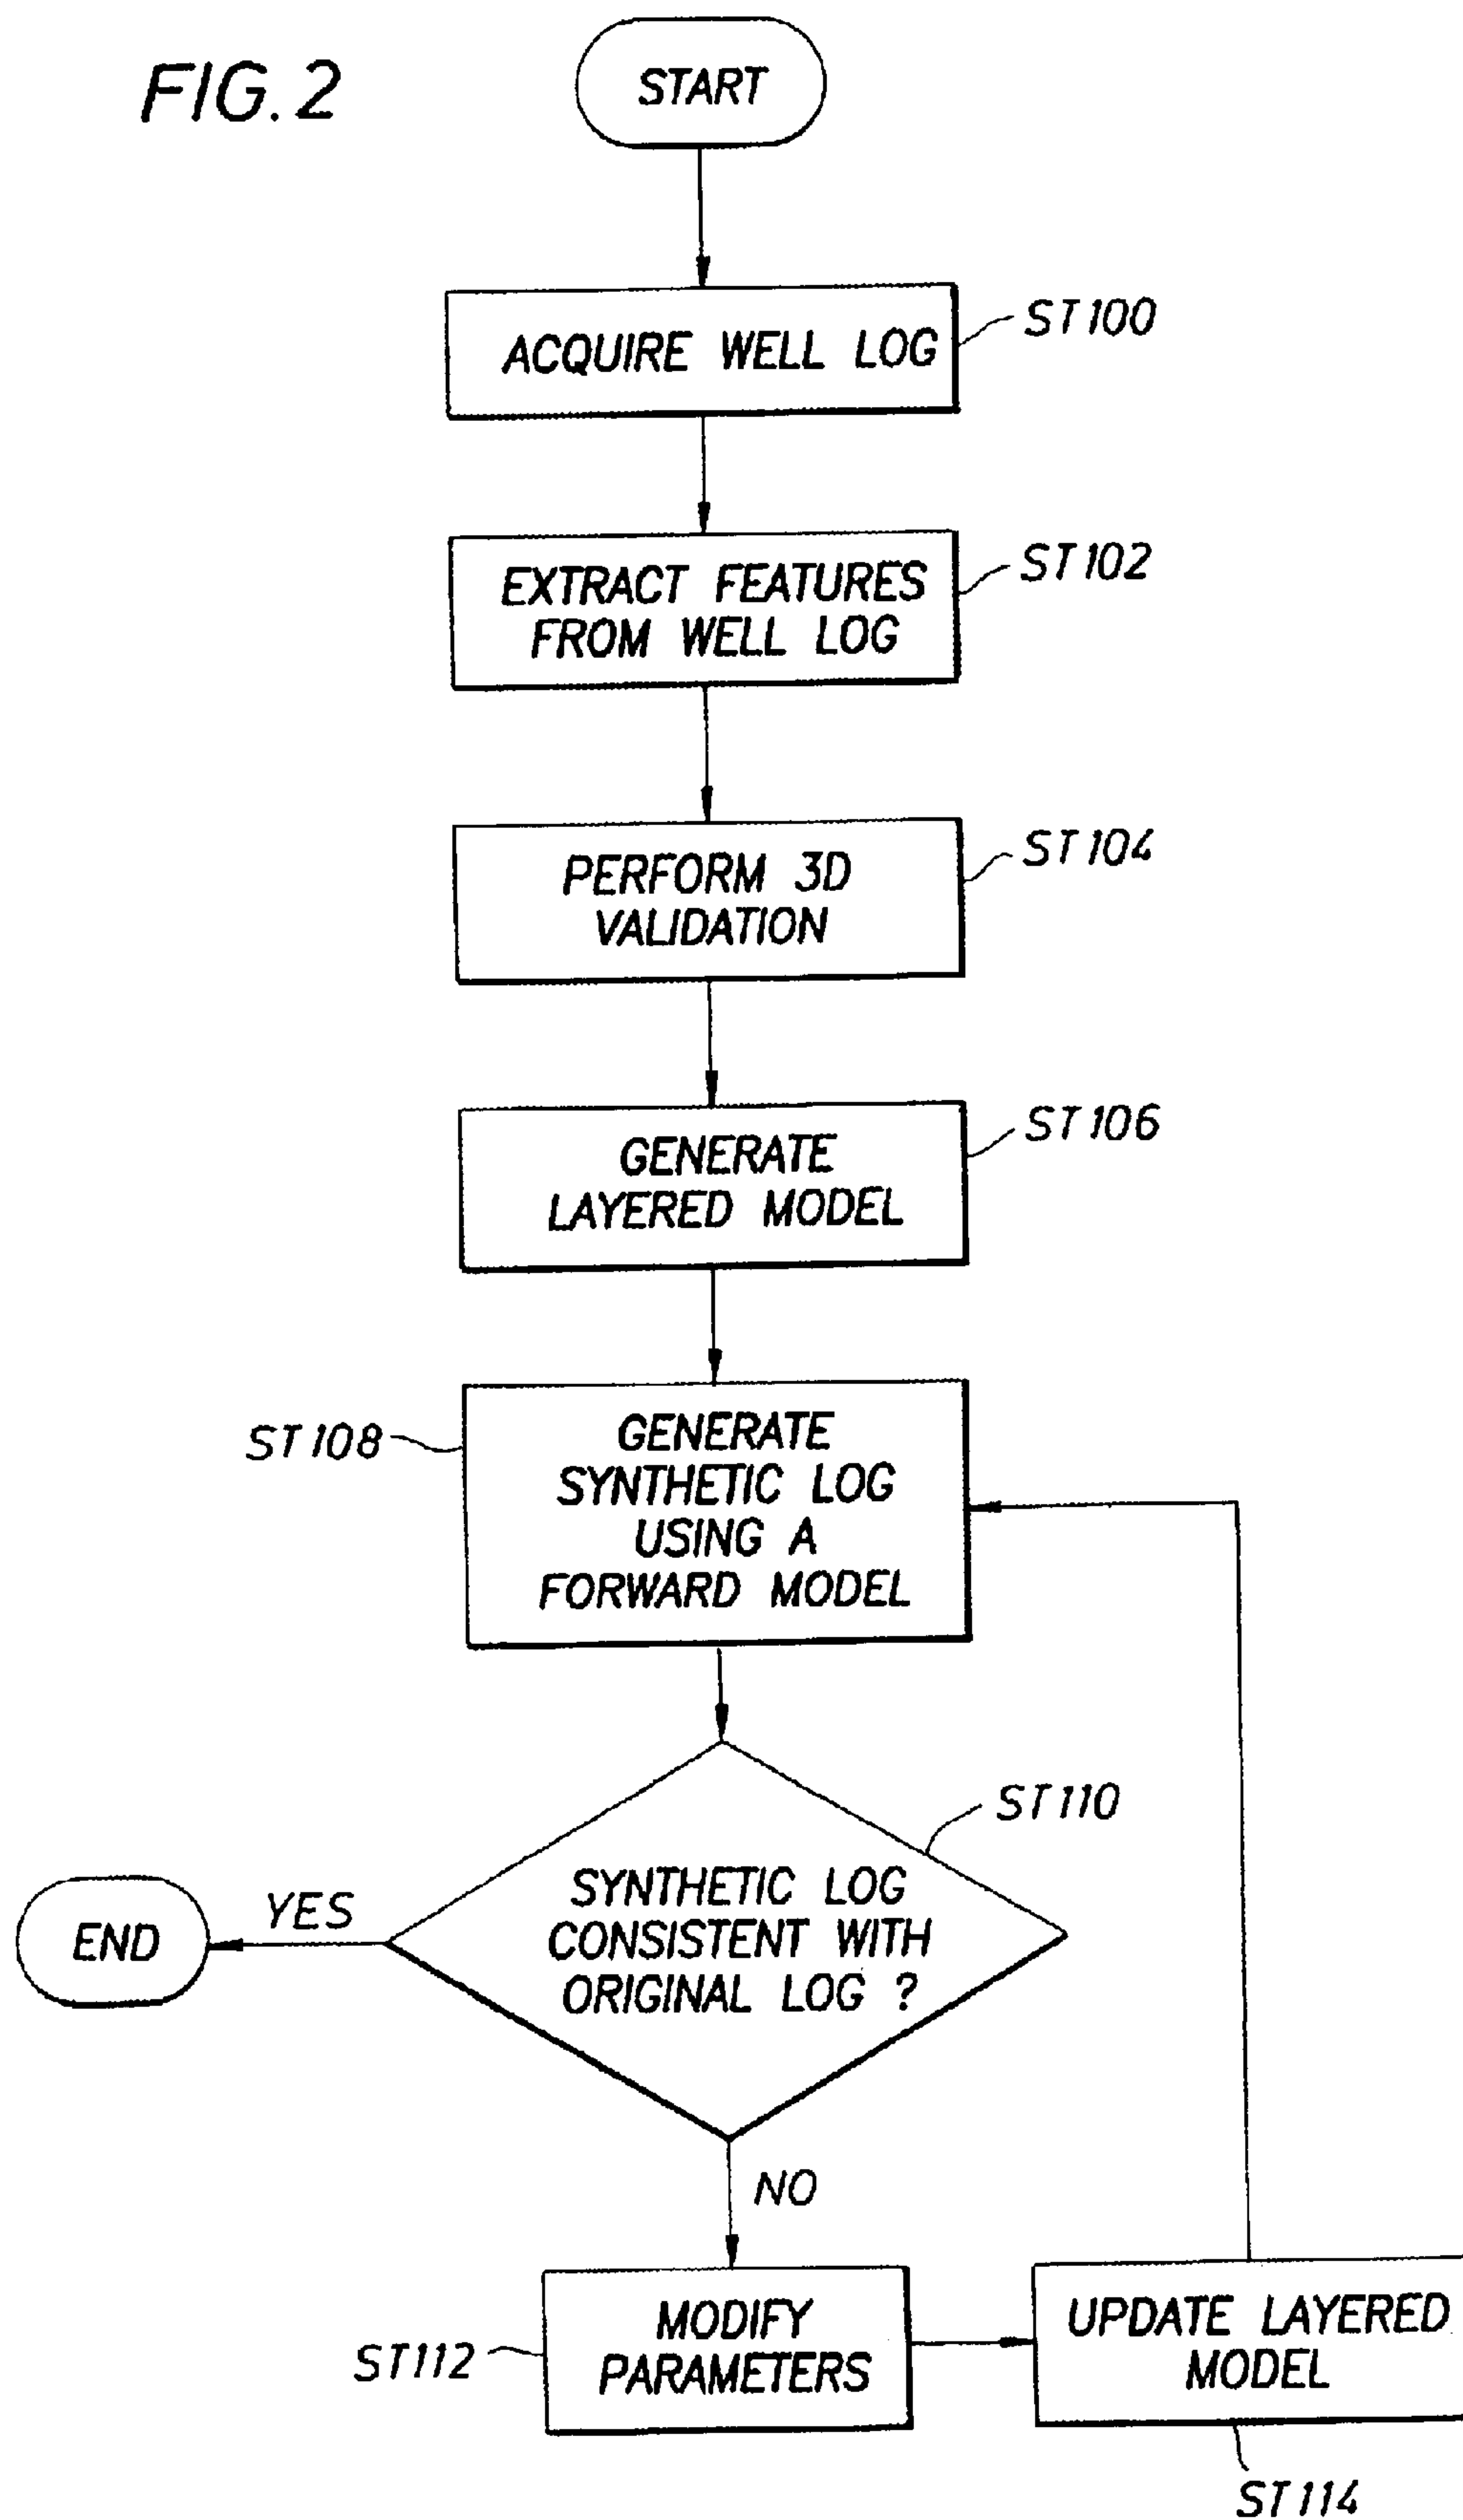 FIG. 2
START
ACQUIRE WELL LOG
ST100
EXTRACT FEATURES
FROM WELL LOG
ST102
PERFORM 3D
VALIDATION
ST104
GENERATE
LAYERED MODEL
ST106
ST108
GENERATE
SYNTHETIC LOG
USING A
FORWARD MODEL
ST110
SYNTHETIC LOG
CONSISTENT WITH
ORIGINAL LOG ?
YES
END
NO
ST112
MODIFY
PARAMETERS
UPDATE LAYERED
MODEL
ST114